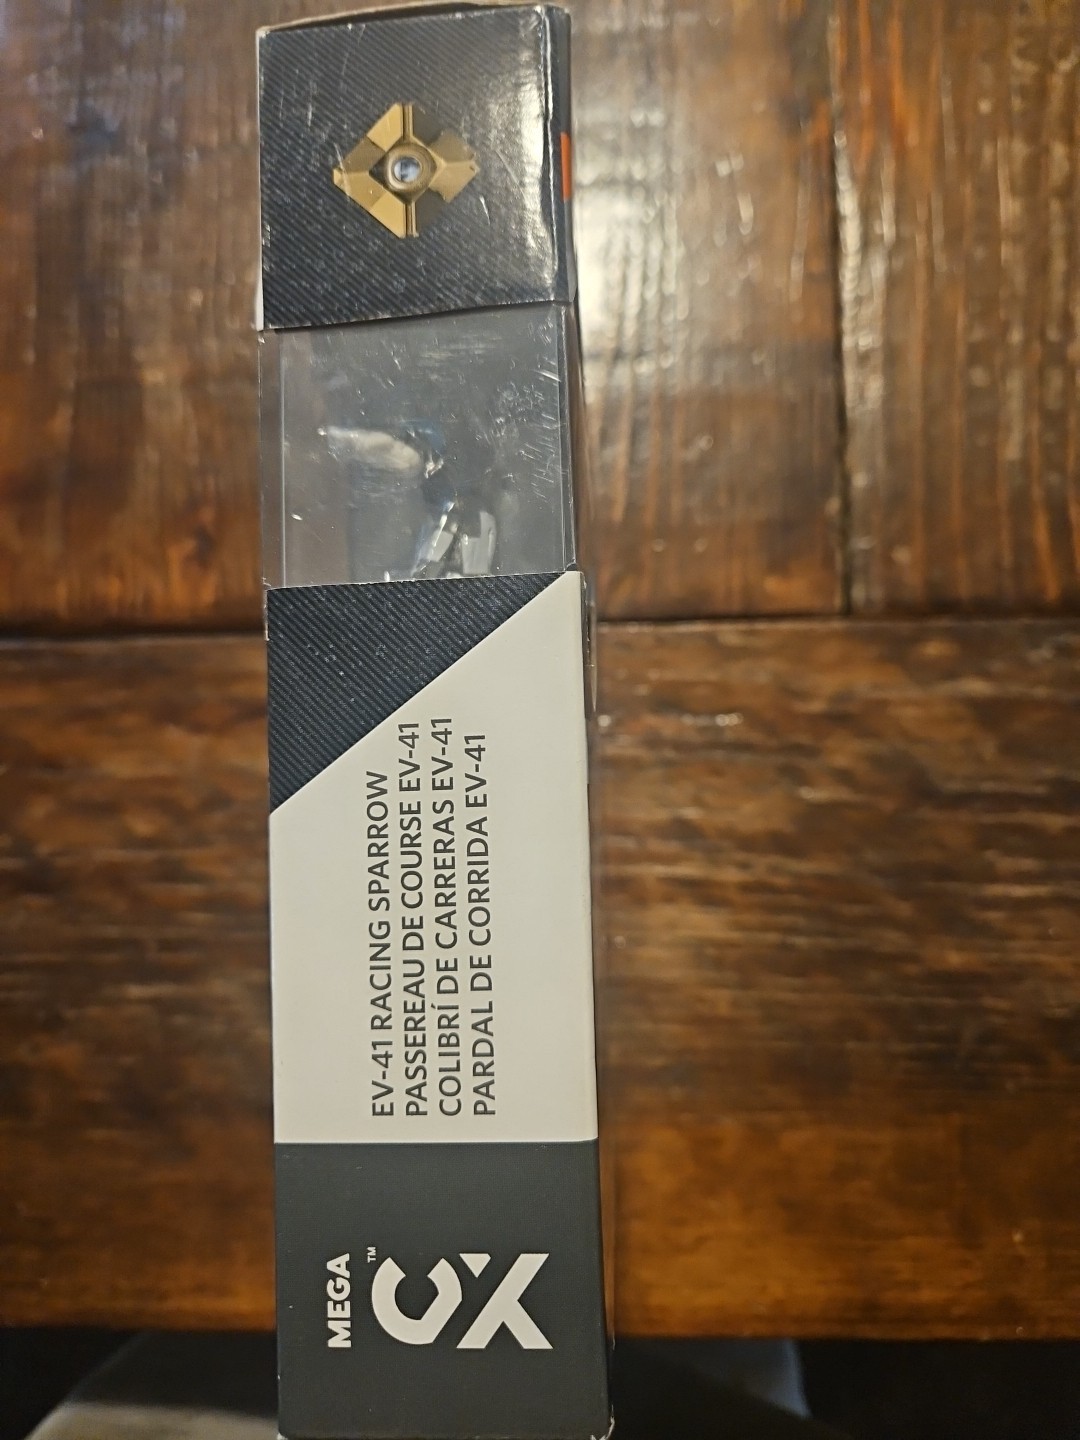 MEGA
CX™
EV-41 RACING SPARROW
PASSEREAU DE COURSE EV-41
COLIBRÍ DE CARRERAS EV-41
PARDAL DE CORRIDA EV-41